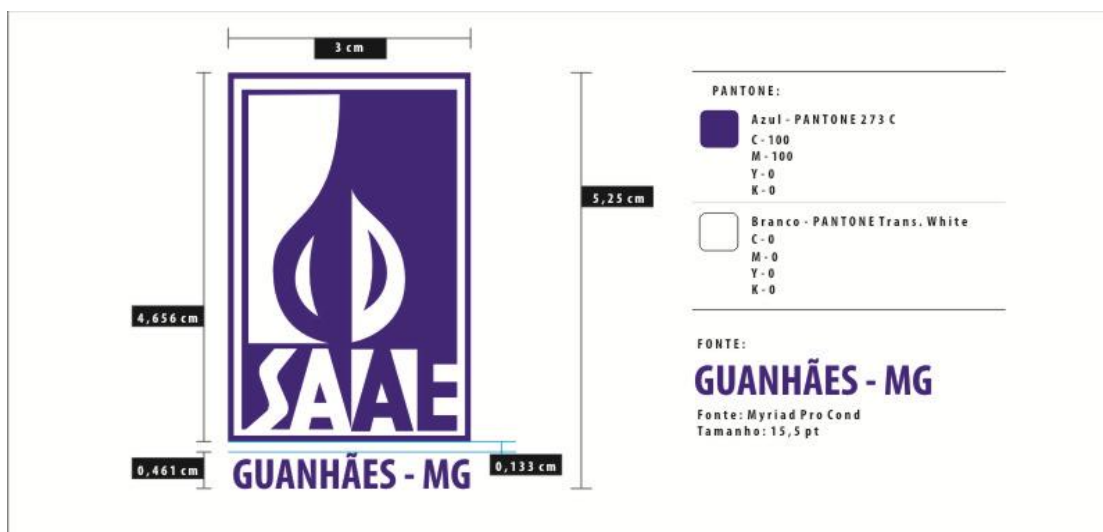 3 cm
4,656 cm
5,25 cm
0,461 cm
0,133 cm
SAAE
GUANHÃES - MG
PANTONE:
Azul - PANTONE 273 C
C - 100
M - 100
Y - 0
K - 0
Branco - PANTONE Trans. White
C - 0
M - 0
Y - 0
K - 0
FONTE:
GUANHÃES - MG
Fonte: Myriad Pro Cond
Tamanho: 15,5 pt